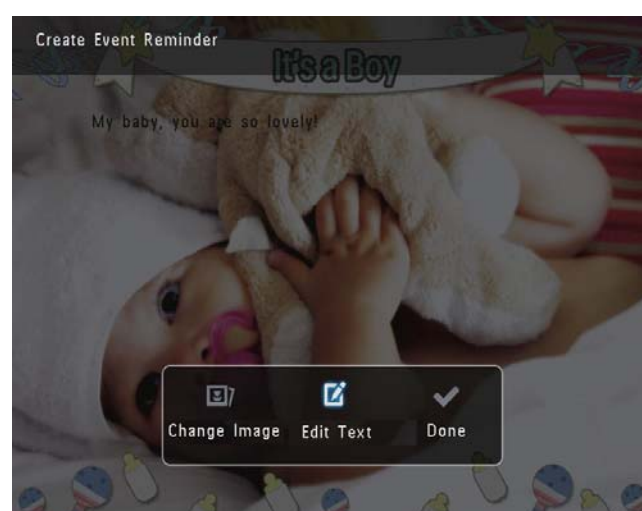 Create Event Reminder
It's a Boy
My baby, you are so lovely!
Change Image
Edit Text
Done